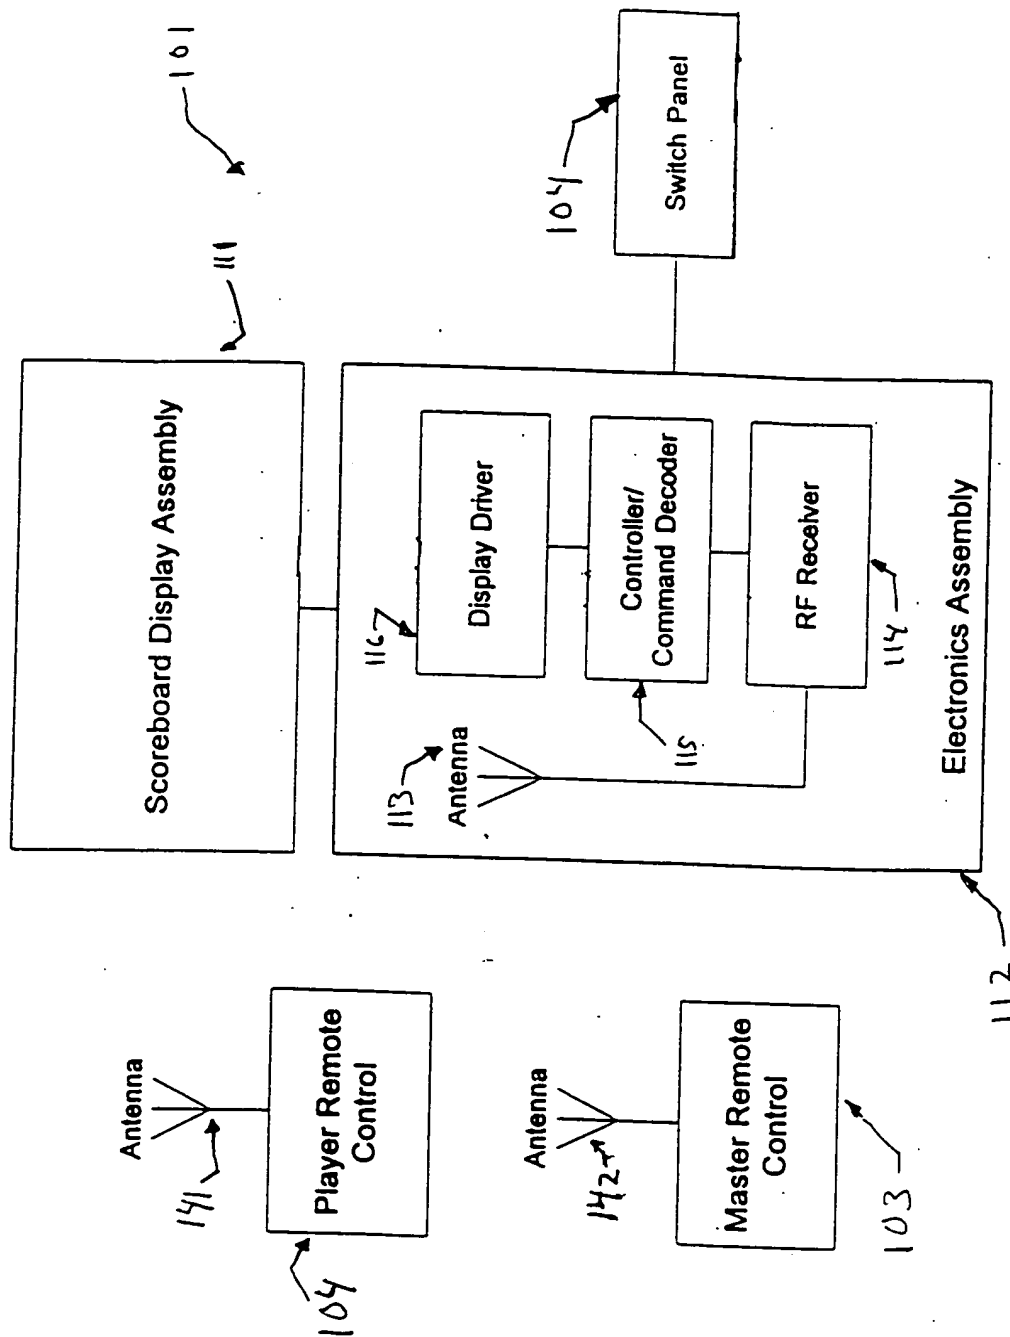 101
Scoreboard Display Assembly
111
Antenna
141
Player Remote
Control
104
Antenna
142
Master Remote
Control
103
113
Antenna
116
Display Driver
115
Controller/
Command Decoder
RF Receiver
114
Electronics Assembly
112
104
Switch Panel